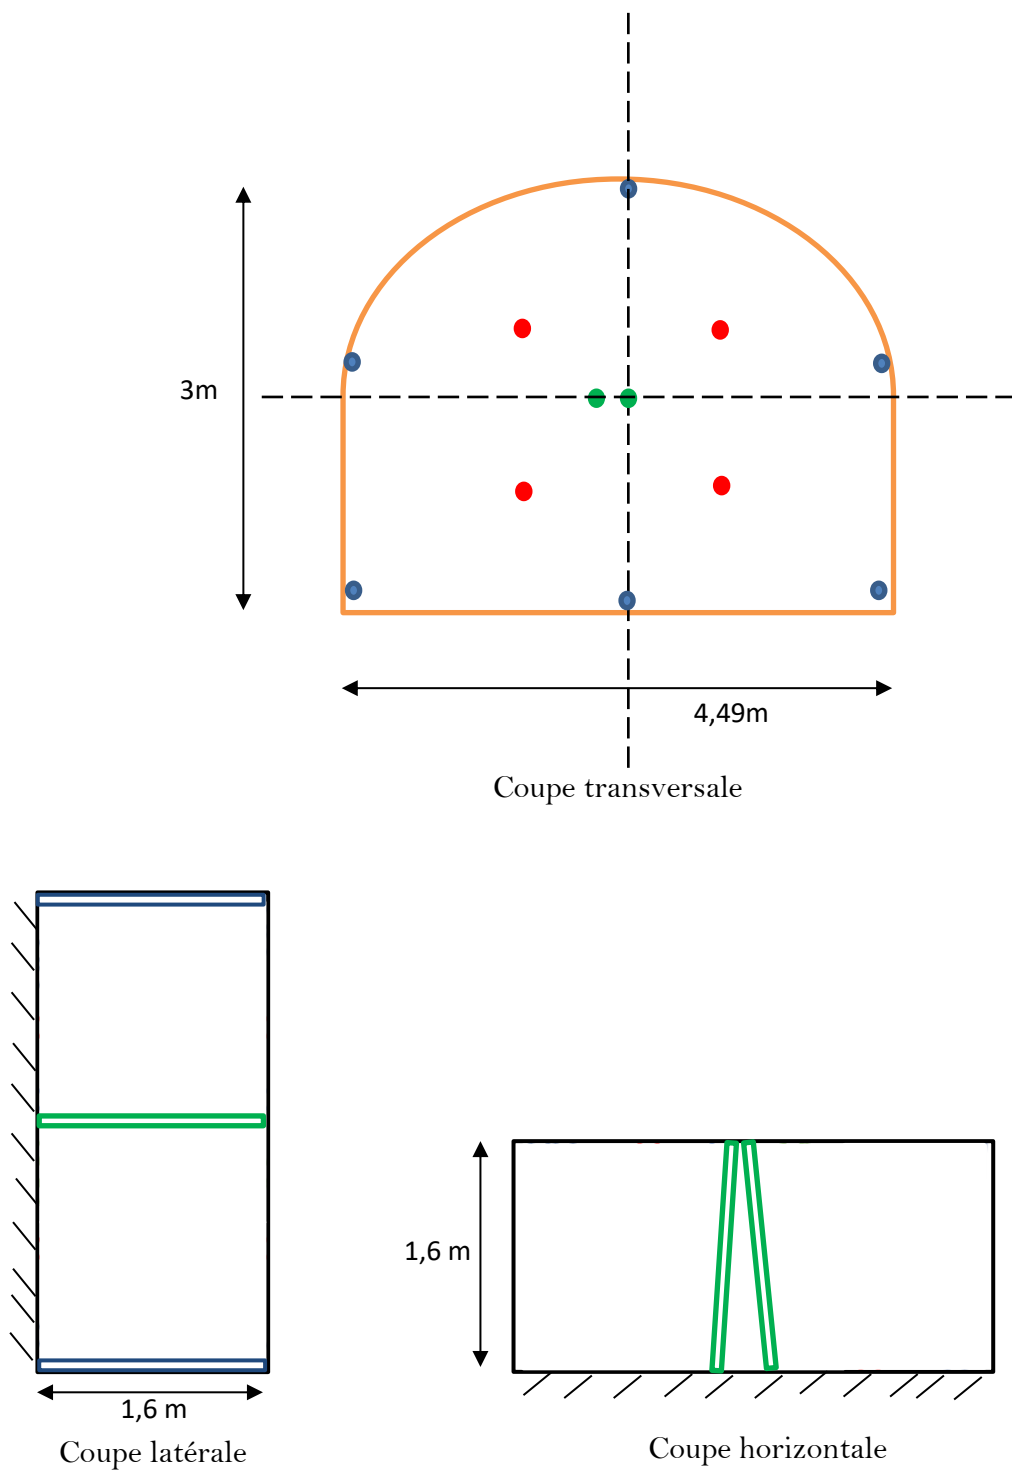 3m
4,49m
Coupe transversale
1,6 m
1,6 m
Coupe latérale
Coupe horizontale